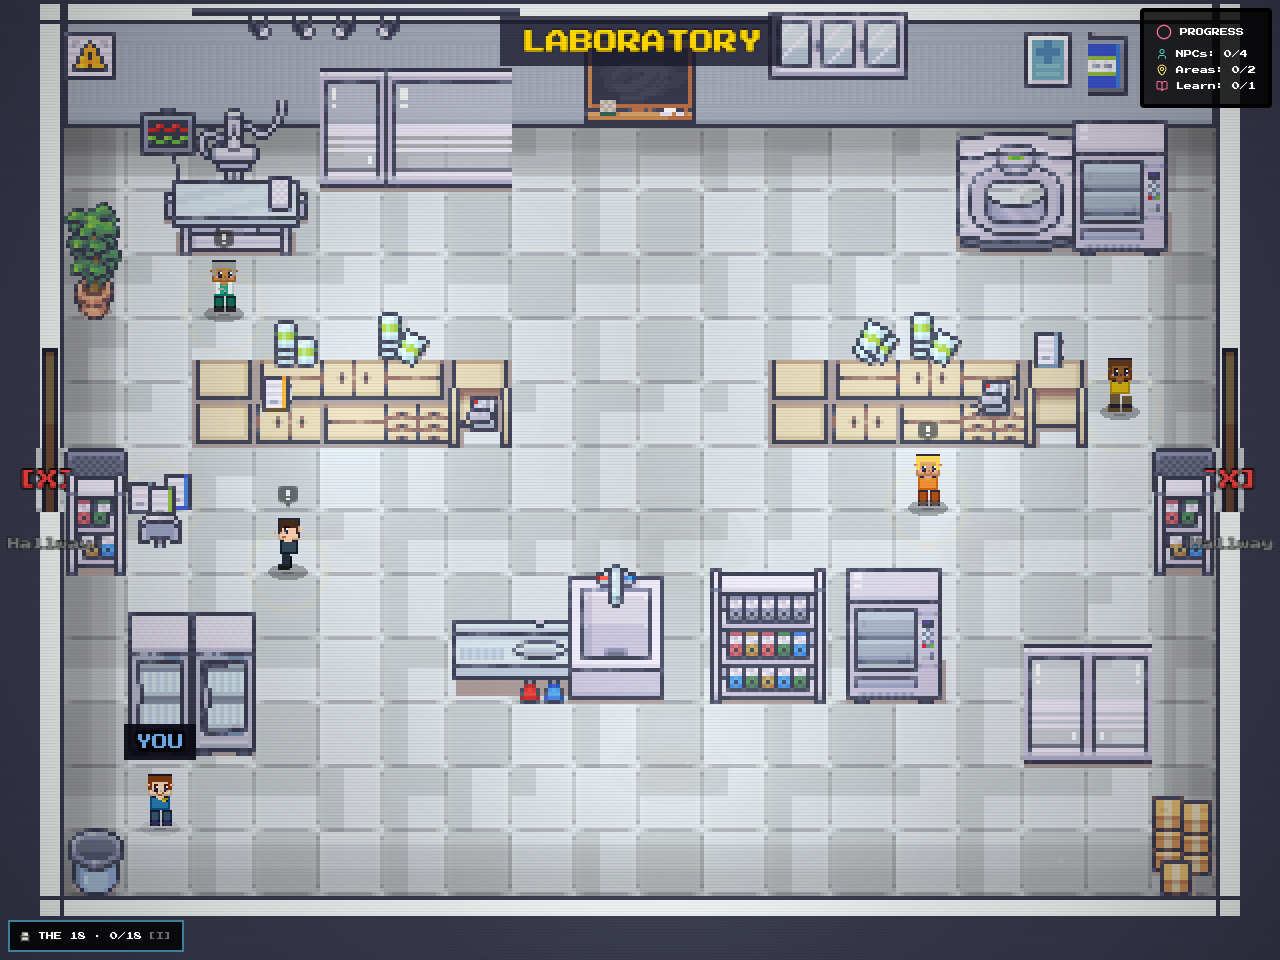 LABORATORY
PROGRESS
NPCs: 0/4
Areas: 0/2
Learn: 0/1
[X]
[X]
Hallway
Hallway
YOU
THE 18 · 0/18 [I]